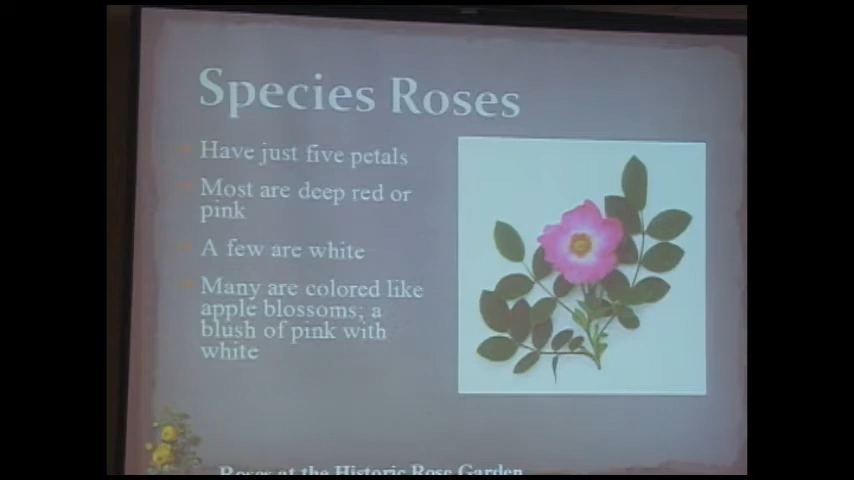 Species Roses
Have just five petals
Most are deep red or
pink
A few are white
Many are colored like
apple blossoms; a
blush of pink with
white
Roses at the Historic Rose Garden